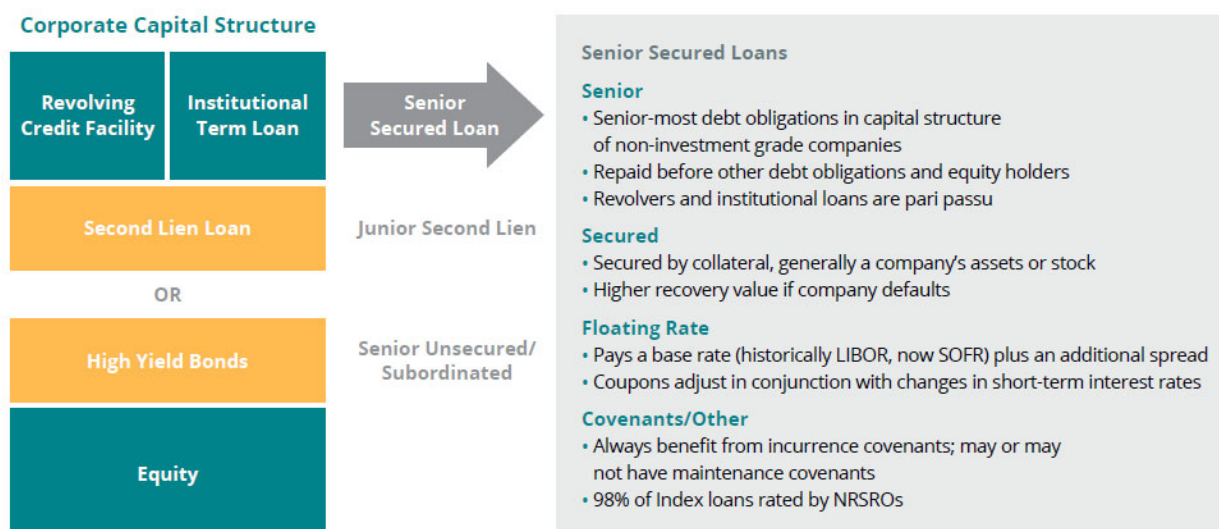 Corporate Capital Structure
Revolving
Credit Facility
Institutional
Term Loan
Senior
Secured Loan
Second Lien Loan
Junior Second Lien
OR
High Yield Bonds
Senior Unsecured/
Subordinated
Equity
Senior Secured Loans
Senior
• Senior-most debt obligations in capital structure
of non-investment grade companies
• Repaid before other debt obligations and equity holders
• Revolvers and institutional loans are pari passu
Secured
• Secured by collateral, generally a company’s assets or stock
• Higher recovery value if company defaults
Floating Rate
• Pays a base rate (historically LIBOR, now SOFR) plus an additional spread
• Coupons adjust in conjunction with changes in short-term interest rates
Covenants/Other
• Always benefit from incurrence covenants; may or may
not have maintenance covenants
• 98% of Index loans rated by NRSROs